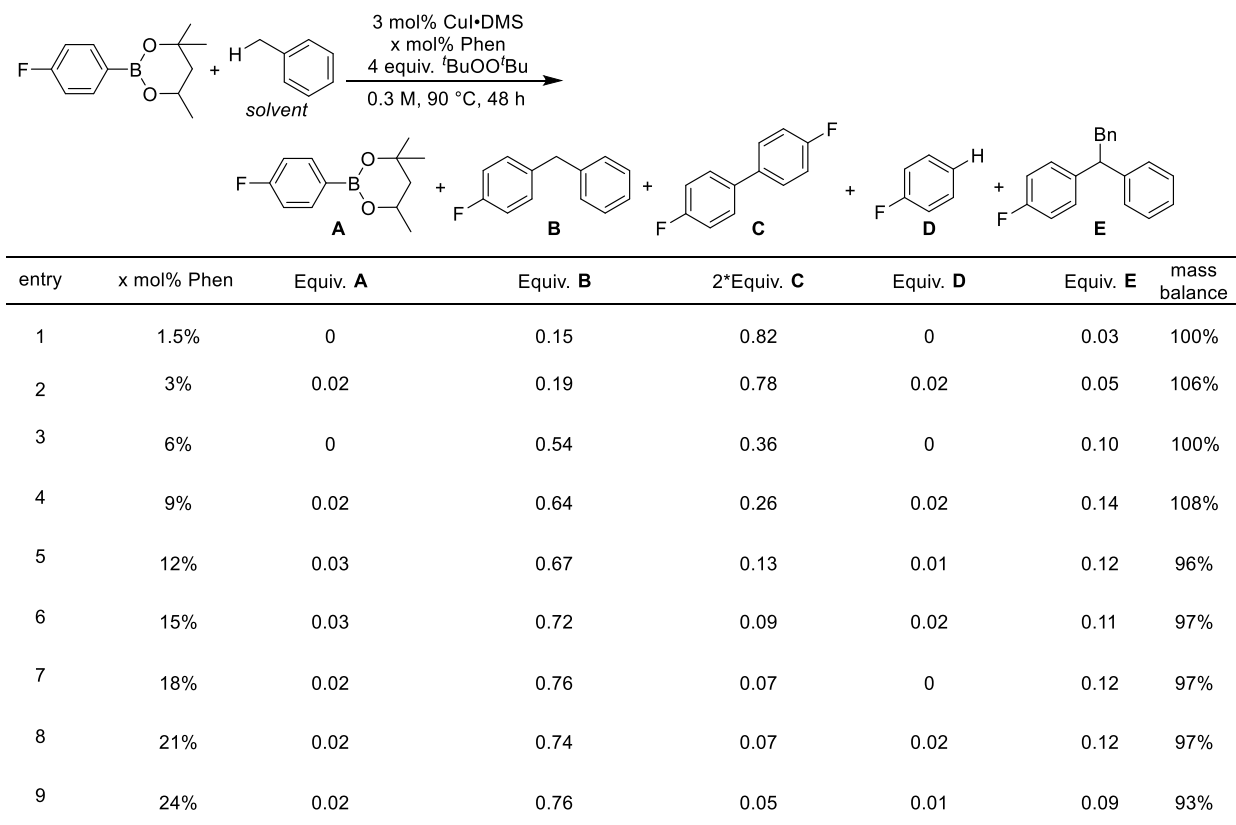 3 mol% CuI•DMS
x mol% Phen
4 equiv. ᵗBuOOᵗBu
0.3 M, 90 °C, 48 h
F
B
O
O
+
H
solvent
F
B
O
O
A
+
F
B
+
F
F
C
+
H
F
D
+
Bn
F
E
entry x mol% Phen Equiv. A Equiv. B 2*Equiv. C Equiv. D Equiv. E mass balance
1 1.5% 0 0.15 0.82 0 0.03 100%
2 3% 0.02 0.19 0.78 0.02 0.05 106%
3 6% 0 0.54 0.36 0 0.10 100%
4 9% 0.02 0.64 0.26 0.02 0.14 108%
5 12% 0.03 0.67 0.13 0.01 0.12 96%
6 15% 0.03 0.72 0.09 0.02 0.11 97%
7 18% 0.02 0.76 0.07 0 0.12 97%
8 21% 0.02 0.74 0.07 0.02 0.12 97%
9 24% 0.02 0.76 0.05 0.01 0.09 93%